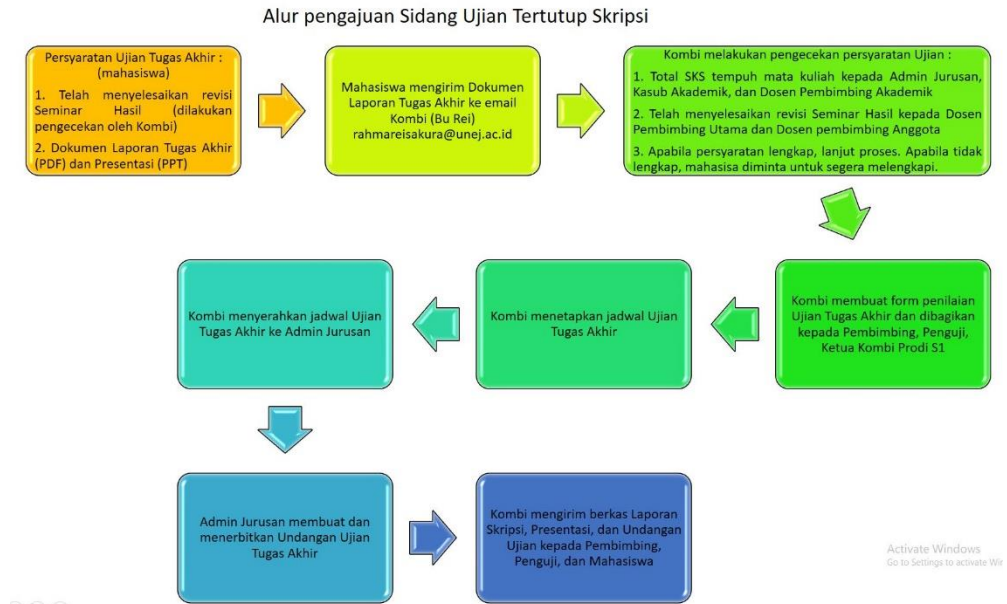 Alur pengajuan Sidang Ujian Tertutup Skripsi
Persyaratan Ujian Tugas Akhir :
(mahasiswa)
1. Telah menyelesaikan revisi
Seminar Hasil (dilakukan
pengecekan oleh Kombi)
2. Dokumen Laporan Tugas Akhir
(PDF) dan Presentasi (PPT)
Mahasiswa mengirim Dokumen
Laporan Tugas Akhir ke email
Kombi (Bu Rei)
rahmareisakura@unej.ac.id
Kombi melakukan pengecekan persyaratan Ujian :
1. Total SKS tempuh mata kuliah kepada Admin Jurusan,
Kasub Akademik, dan Dosen Pembimbing Akademik
2. Telah menyelesaikan revisi Seminar Hasil kepada Dosen
Pembimbing Utama dan Dosen pembimbing Anggota
3. Apabila persyaratan lengkap, lanjut proses. Apabila tidak
lengkap, mahasisa diminta untuk segera melengkapi.
Kombi membuat form penilaian
Ujian Tugas Akhir dan dibagikan
kepada Pembimbing, Penguji,
Ketua Kombi Prodi S1
Kombi menetapkan jadwal Ujian
Tugas Akhir
Kombi menyerahkan jadwal Ujian
Tugas Akhir ke Admin Jurusan
Admin Jurusan membuat dan
menerbitkan Undangan Ujian
Tugas Akhir
Kombi mengirim berkas Laporan
Skripsi, Presentasi, dan Undangan
Ujian kepada Pembimbing,
Penguji, dan Mahasiswa
Activate Windows
Go to Settings to activate Win